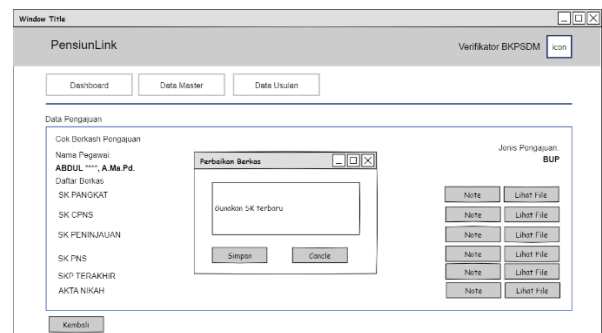 Window Title
PensiunLink
Verifikator BKPSDM
icon
Dashboard
Data Master
Data Usulan
Data Pengajuan
Cek Berkash Pengajuan
Nama Pegawai:
ABDUL ****, A.Ma.Pd.
Jenis Pengajuan:
BUP
Daftar Berkas
SK PANGKAT
Note
Lihat File
SK CPNS
Note
Lihat File
SK PENINJAUAN
Note
Lihat File
SK PNS
Note
Lihat File
SKP TERAKHIR
Note
Lihat File
AKTA NIKAH
Note
Lihat File
Perbaikan Berkas
Gunakan SK terbaru
Simpan
Cancle
Kembali